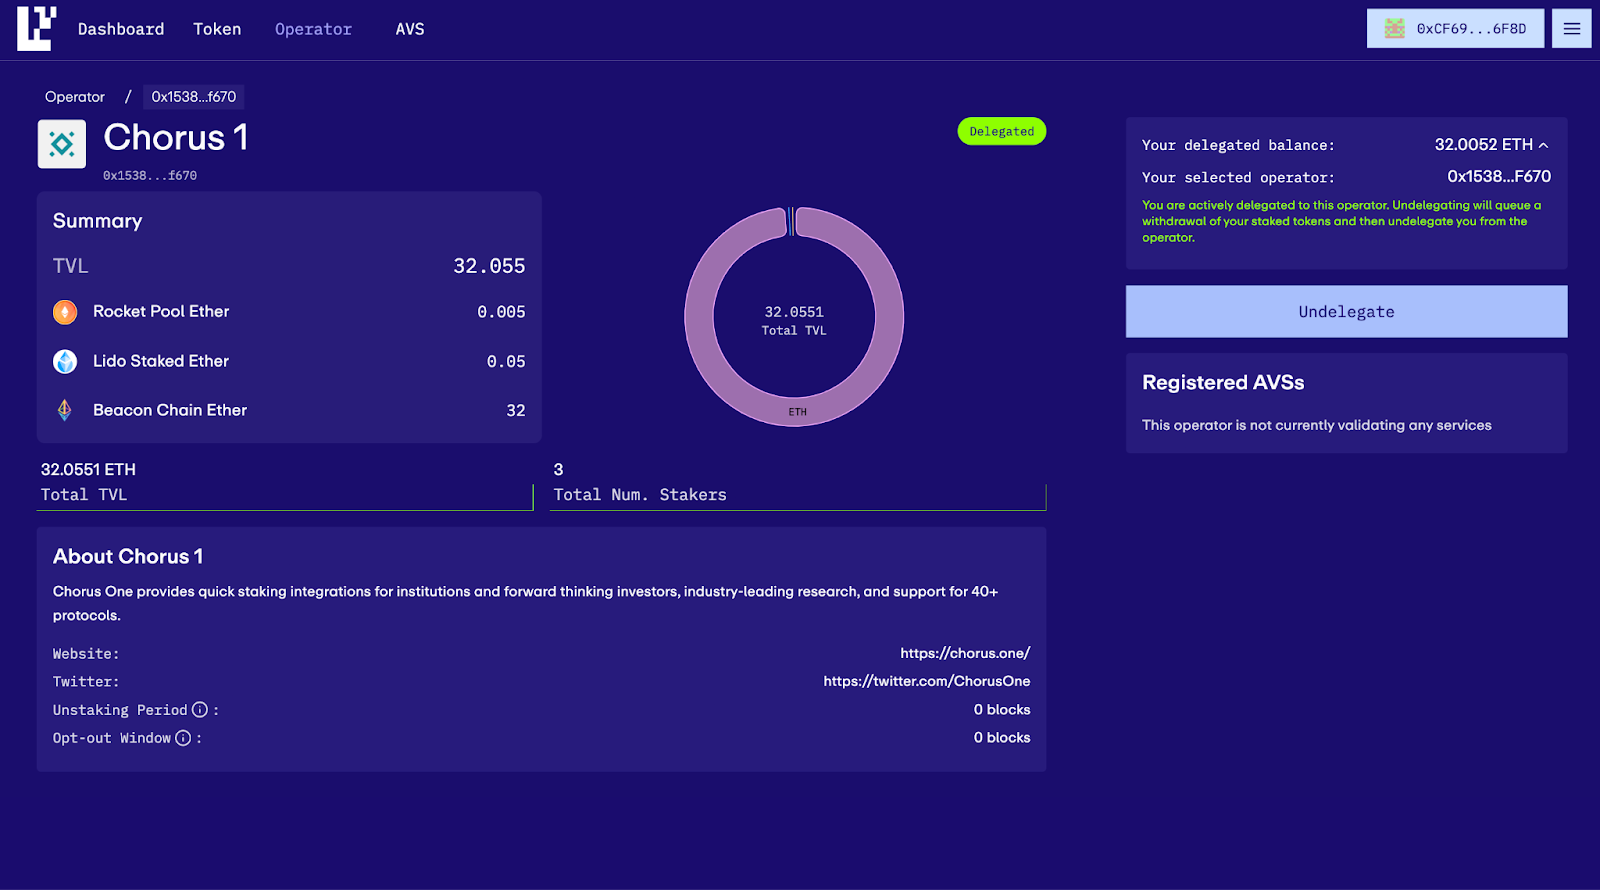 Dashboard Token Operator AVS 0xCF69...6F8D
Operator / 0x1538...f670
Chorus 1
0x1538...f670
Delegated
Summary
TVL 32.055
Rocket Pool Ether 0.005
Lido Staked Ether 0.05
Beacon Chain Ether 32
32.0551
Total TVL
ETH
32.0551 ETH
Total TVL
3
Total Num. Stakers
About Chorus 1
Chorus One provides quick staking integrations for institutions and forward thinking investors, industry-leading research, and support for 40+
protocols.
Website: https://chorus.one/
Twitter: https://twitter.com/ChorusOne
Unstaking Period ⓘ : 0 blocks
Opt-out Window ⓘ : 0 blocks
Your delegated balance: 32.0052 ETH
Your selected operator: 0x1538...F670
You are actively delegated to this operator. Undelegating will queue a
withdrawal of your staked tokens and then undelegate you from the
operator.
Undelegate
Registered AVSs
This operator is not currently validating any services